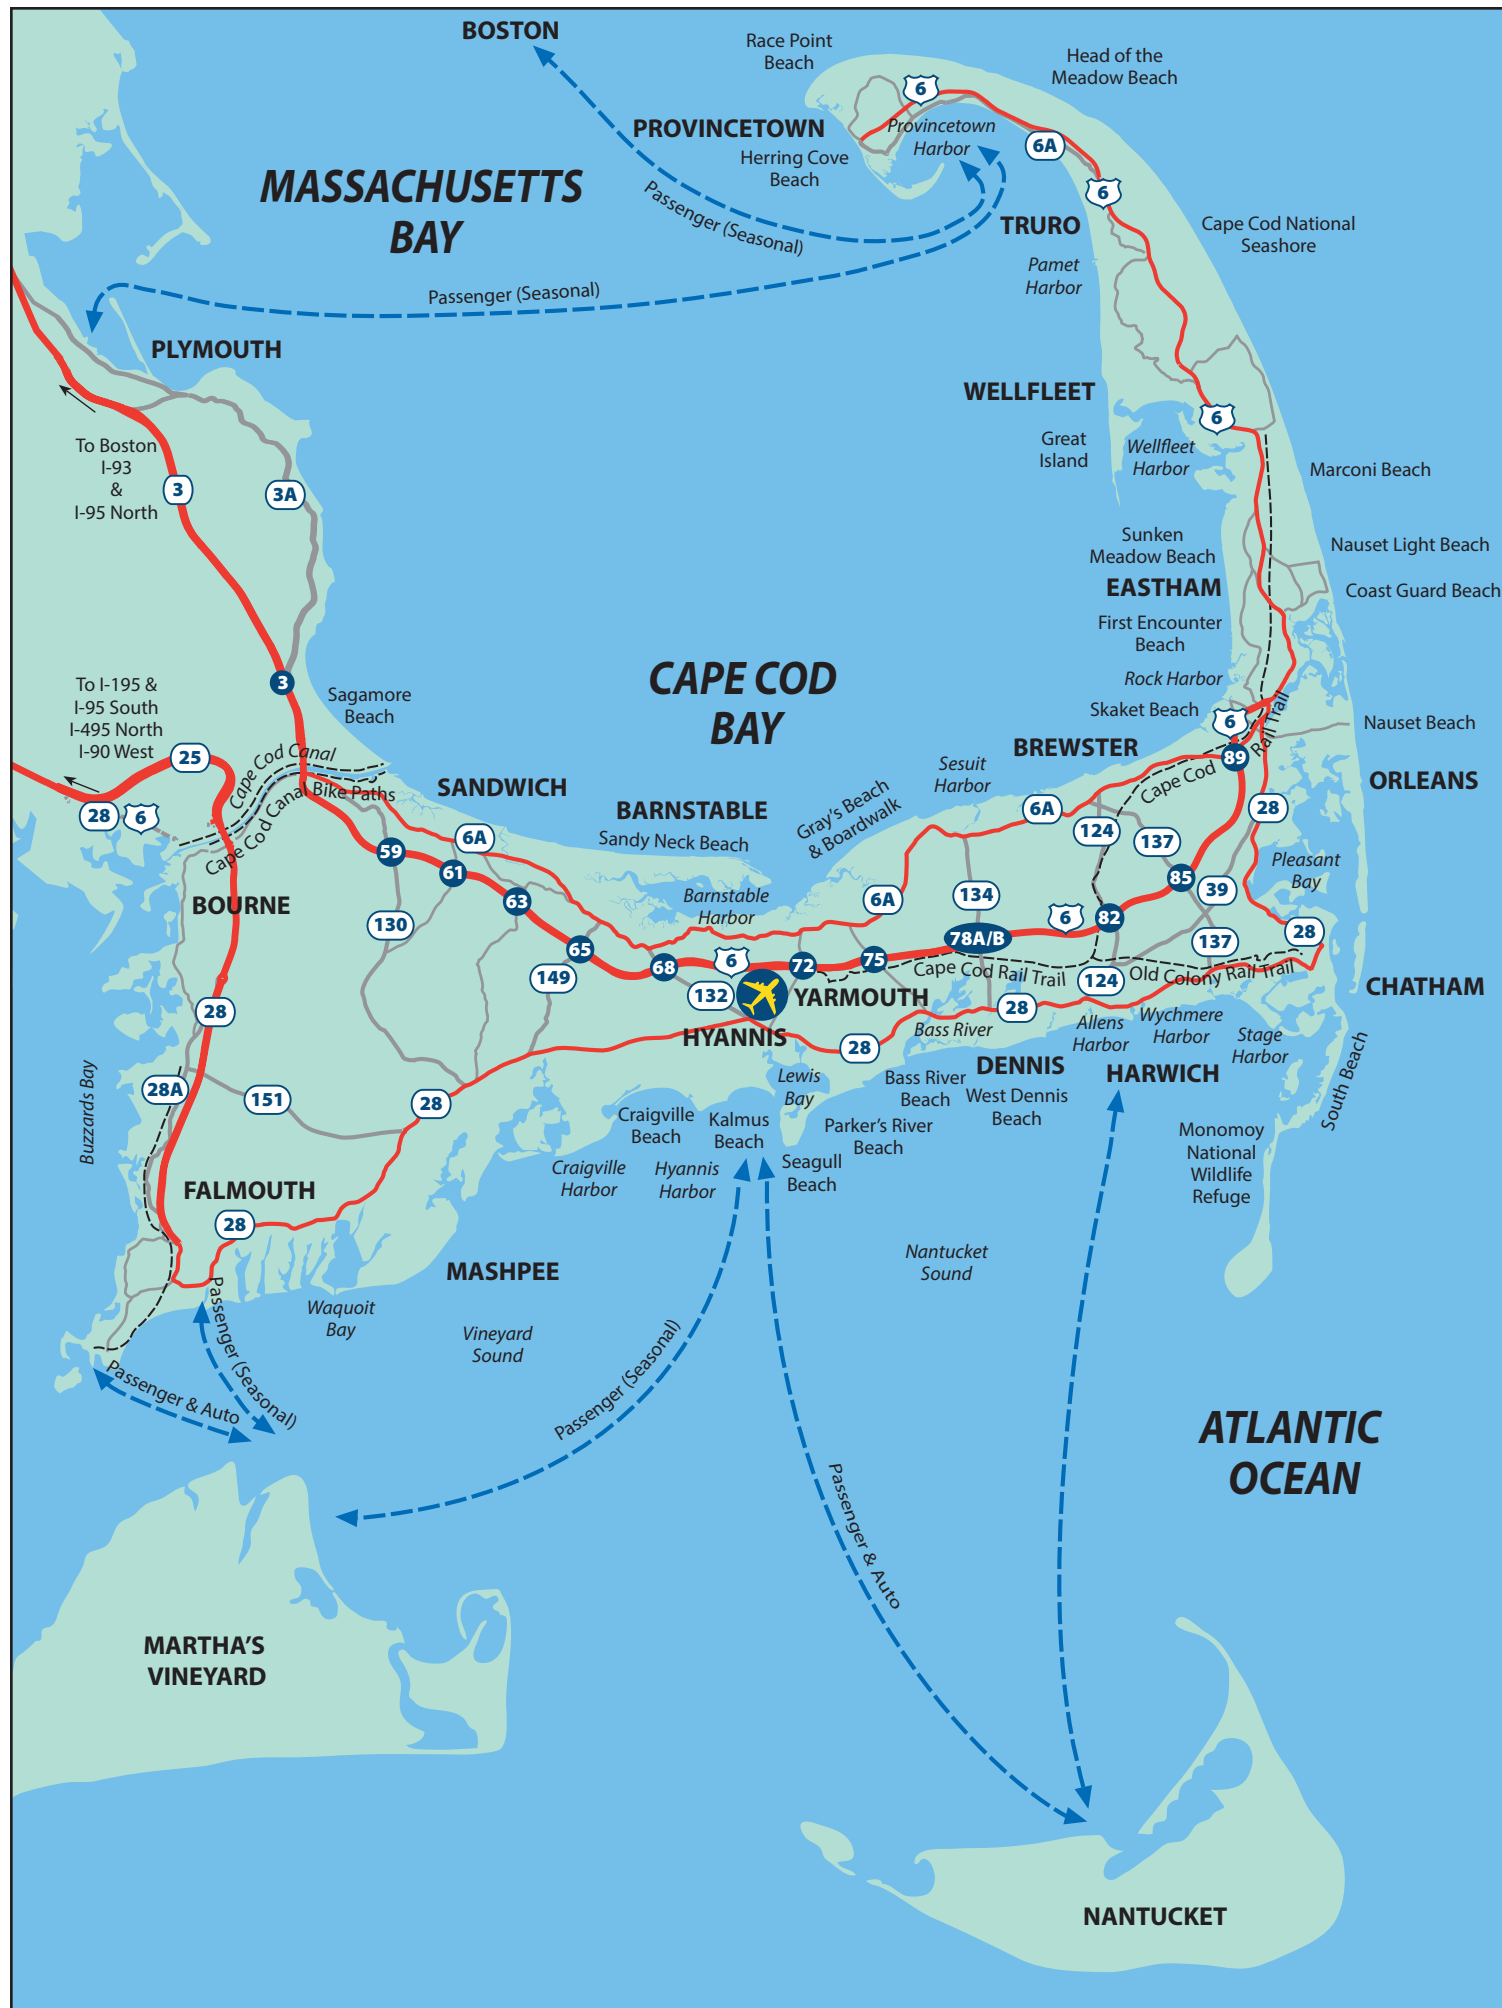 BOSTON
Race Point
Beach
Head of the
Meadow Beach
6
PROVINCETOWN
Provincetown
Harbor
6A
Herring Cove
Beach
MASSACHUSETTS
BAY
Passenger (Seasonal)
6
TRURO
Cape Cod National
Seashore
Pamet
Harbor
Passenger (Seasonal)
PLYMOUTH
WELLFLEET
6
To Boston
I-93
&
I-95 North
3
3A
Great
Island
Wellfleet
Harbor
Marconi Beach
Sunken
Meadow Beach
Nauset Light Beach
EASTHAM
Coast Guard Beach
First Encounter
Beach
CAPE COD
BAY
Rock Harbor
3
To I-195 &
I-95 South
I-495 North
I-90 West
Sagamore
Beach
Skaket Beach
6
Rail Trail
Nauset Beach
25
Cape Cod Canal
BREWSTER
89
Cape Cod
Sesuit
Harbor
ORLEANS
28
6
Cape Cod Canal Bike Paths
SANDWICH
BARNSTABLE
Gray's Beach
& Boardwalk
6A
28
6A
Sandy Neck Beach
124
137
59
61
Pleasant
Bay
85
39
BOURNE
63
Barnstable
Harbor
6A
134
130
6
82
28
65
78A/B
137
68
6
72
75
149
132
Cape Cod Rail Trail
124
Old Colony Rail Trail
YARMOUTH
CHATHAM
28
HYANNIS
28
Bass River
28
Allens
Harbor
Wychmere
Harbor
Stage
Harbor
South Beach
Buzzards Bay
28A
151
28
Lewis
Bay
Bass River
Beach
DENNIS
West Dennis
Beach
HARWICH
Craigville
Beach
Kalmus
Beach
Parker's River
Beach
Monomoy
National
Wildlife
Refuge
Craigville
Harbor
Hyannis
Harbor
Seagull
Beach
FALMOUTH
28
Nantucket
Sound
MASHPEE
Waquoit
Bay
Vineyard
Sound
Passenger (Seasonal)
Passenger & Auto
Passenger (Seasonal)
Passenger & Auto
ATLANTIC
OCEAN
MARTHA'S
VINEYARD
NANTUCKET